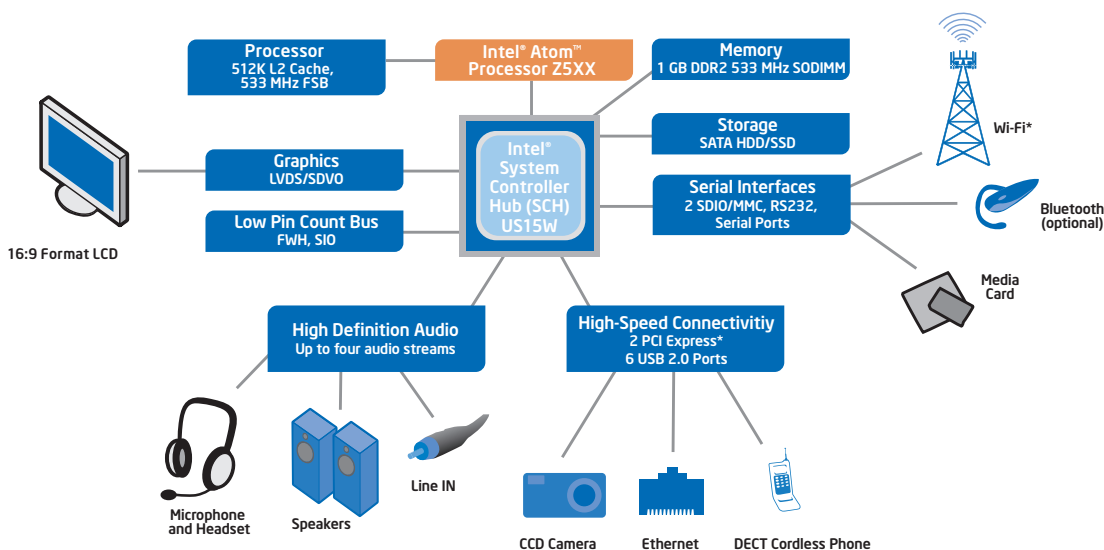 Processor
512K L2 Cache,
533 MHz FSB
Intel® Atom™
Processor Z5XX
Memory
1 GB DDR2 533 MHz SODIMM
Wi-Fi*
Storage
SATA HDD/SSD
Intel®
System
Controller
Hub (SCH)
US15W
Graphics
LVDS/SDVO
Serial Interfaces
2 SDIO/MMC, RS232,
Serial Ports
Low Pin Count Bus
FWH, SIO
16:9 Format LCD
Bluetooth
(optional)
Media
Card
High Definition Audio
Up to four audio streams
High-Speed Connectivitiy
2 PCI Express*
6 USB 2.0 Ports
Microphone
and Headset
Speakers
Line IN
CCD Camera
Ethernet
DECT Cordless Phone